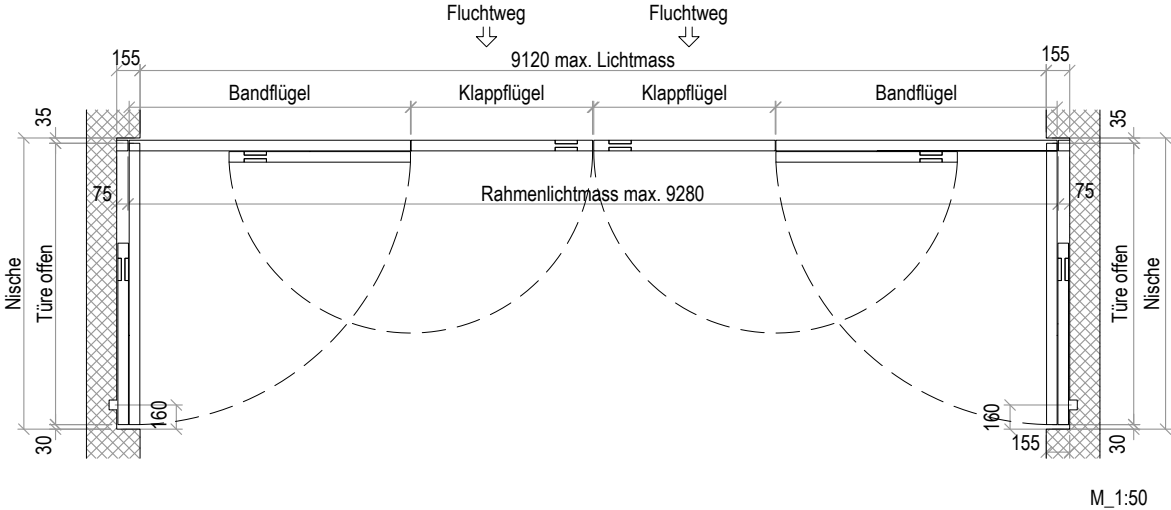 Fluchtweg
Fluchtweg
155
9120 max. Lichtmass
155
35
Bandflügel
Klappflügel
Klappflügel
Bandflügel
35
75
Rahmenlichtmass max. 9280
75
Nische
Türe offen
Türe offen
Nische
160
160
30
155
30
M_1:50